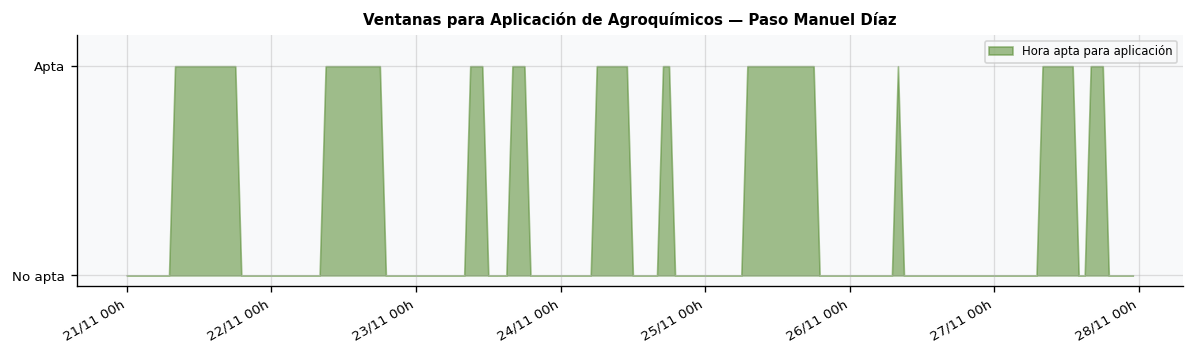 Ventanas para Aplicación de Agroquímicos — Paso Manuel Díaz
Hora apta para aplicación
Apta
No apta
21/11 00h
22/11 00h
23/11 00h
24/11 00h
25/11 00h
26/11 00h
27/11 00h
28/11 00h